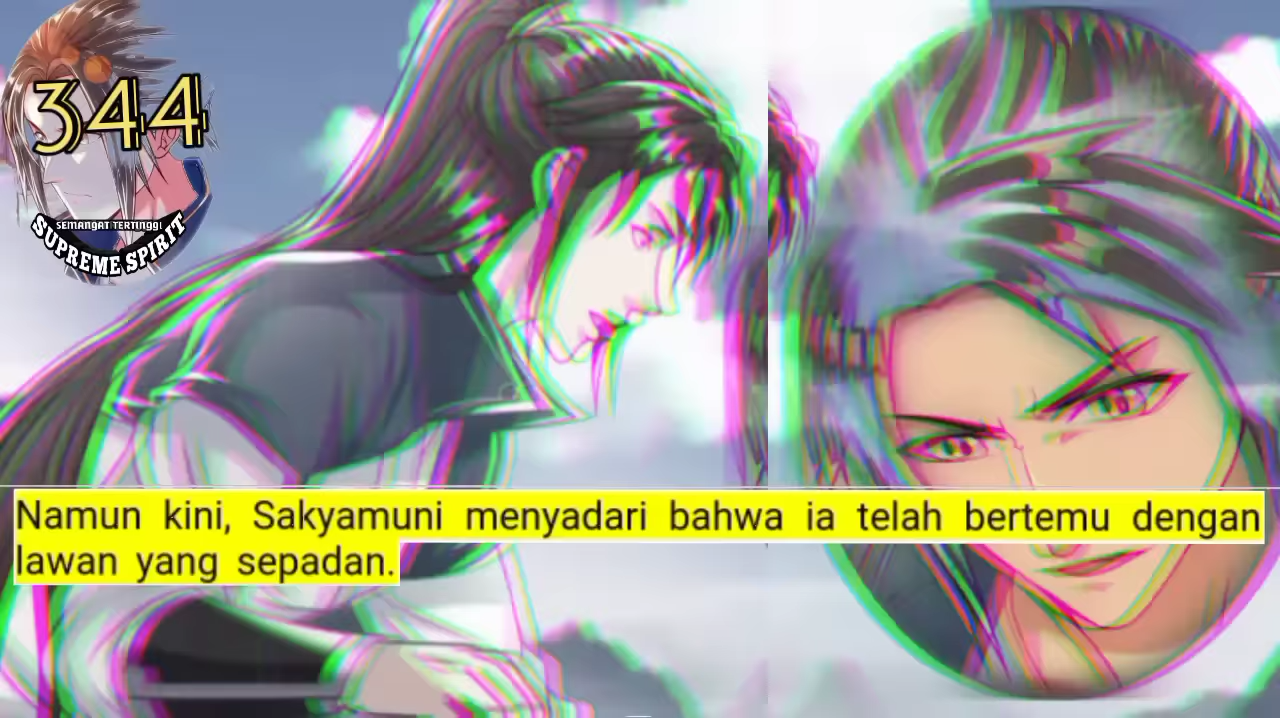 344
SEMANGAT TERTINGGI
SUPREME SPIRIT
Namun kini, Sakyamuni menyadari bahwa ia telah bertemu dengan
lawan yang sepadan.